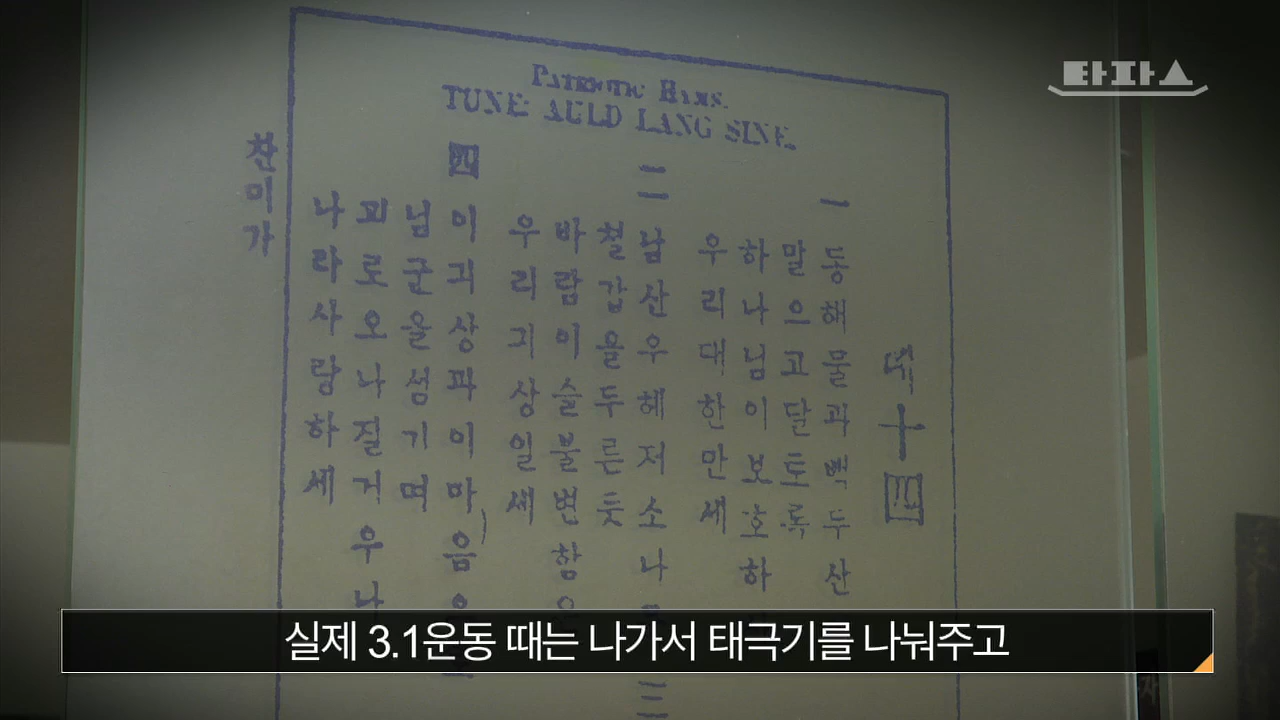 타파스
PATRIOTIC HYMN.
TUNE: AULD LANG SINE.
뎨十四
一
동해물과백두산
말으고달토록
하나님이보호하
우리대한만세
二
남산우헤저소나
철갑을두른듯
바람이슬불변함은
우리긔상일세
四
이긔상과이마음
님군을섬기며
괴로오나질거우나
나라사랑하세
찬미가
三
실제 3.1운동 때는 나가서 태극기를 나눠주고